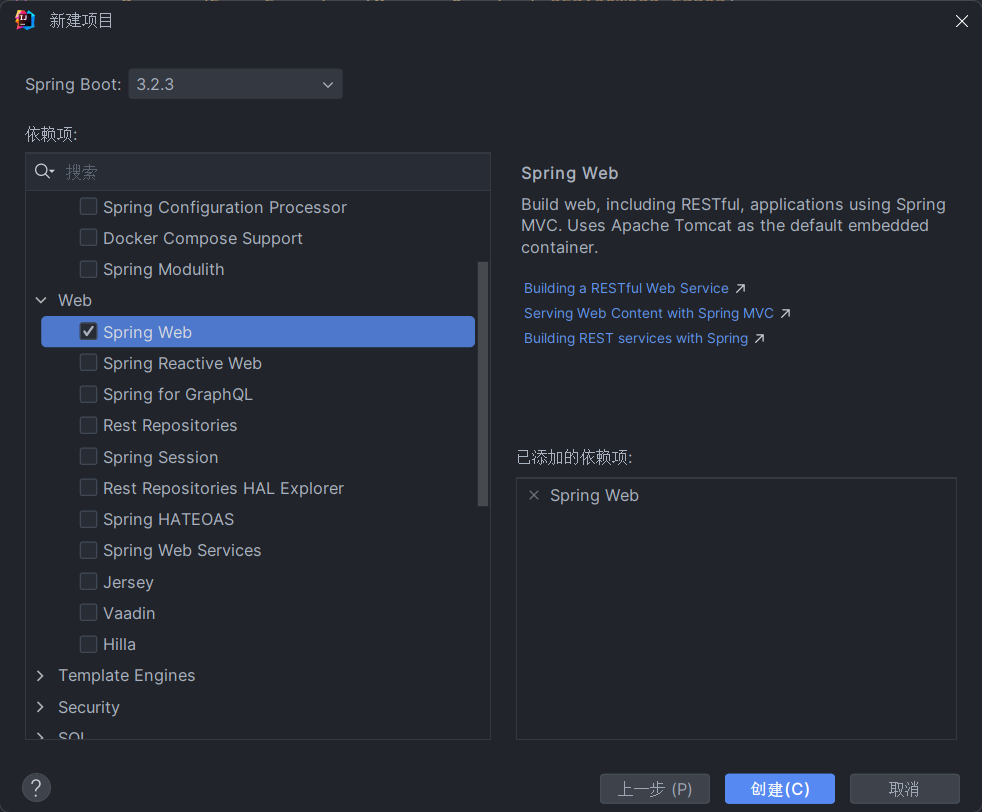 新建项目
Spring Boot:
3.2.3
依赖项:
搜索
Spring Configuration Processor
Docker Compose Support
Spring Modulith
Web
Spring Web
Spring Reactive Web
Spring for GraphQL
Rest Repositories
Spring Session
Rest Repositories HAL Explorer
Spring HATEOAS
Spring Web Services
Jersey
Vaadin
Hilla
Template Engines
Security
SQL
Spring Web
Build web, including RESTful, applications using Spring
MVC. Uses Apache Tomcat as the default embedded
container.
Building a RESTful Web Service
Serving Web Content with Spring MVC
Building REST services with Spring
已添加的依赖项:
Spring Web
?
上一步 (P)
创建(C)
取消